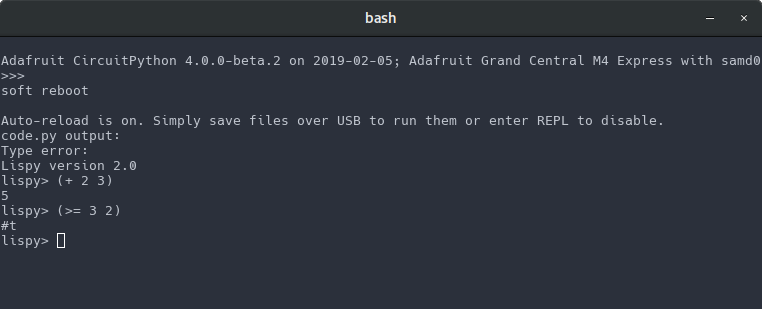 bash
Adafruit CircuitPython 4.0.0-beta.2 on 2019-02-05; Adafruit Grand Central M4 Express with samd0
>>>
soft reboot
Auto-reload is on. Simply save files over USB to run them or enter REPL to disable.
code.py output:
Type error:
Lispy version 2.0
lispy> (+ 2 3)
5
lispy> (>= 3 2)
#t
lispy>